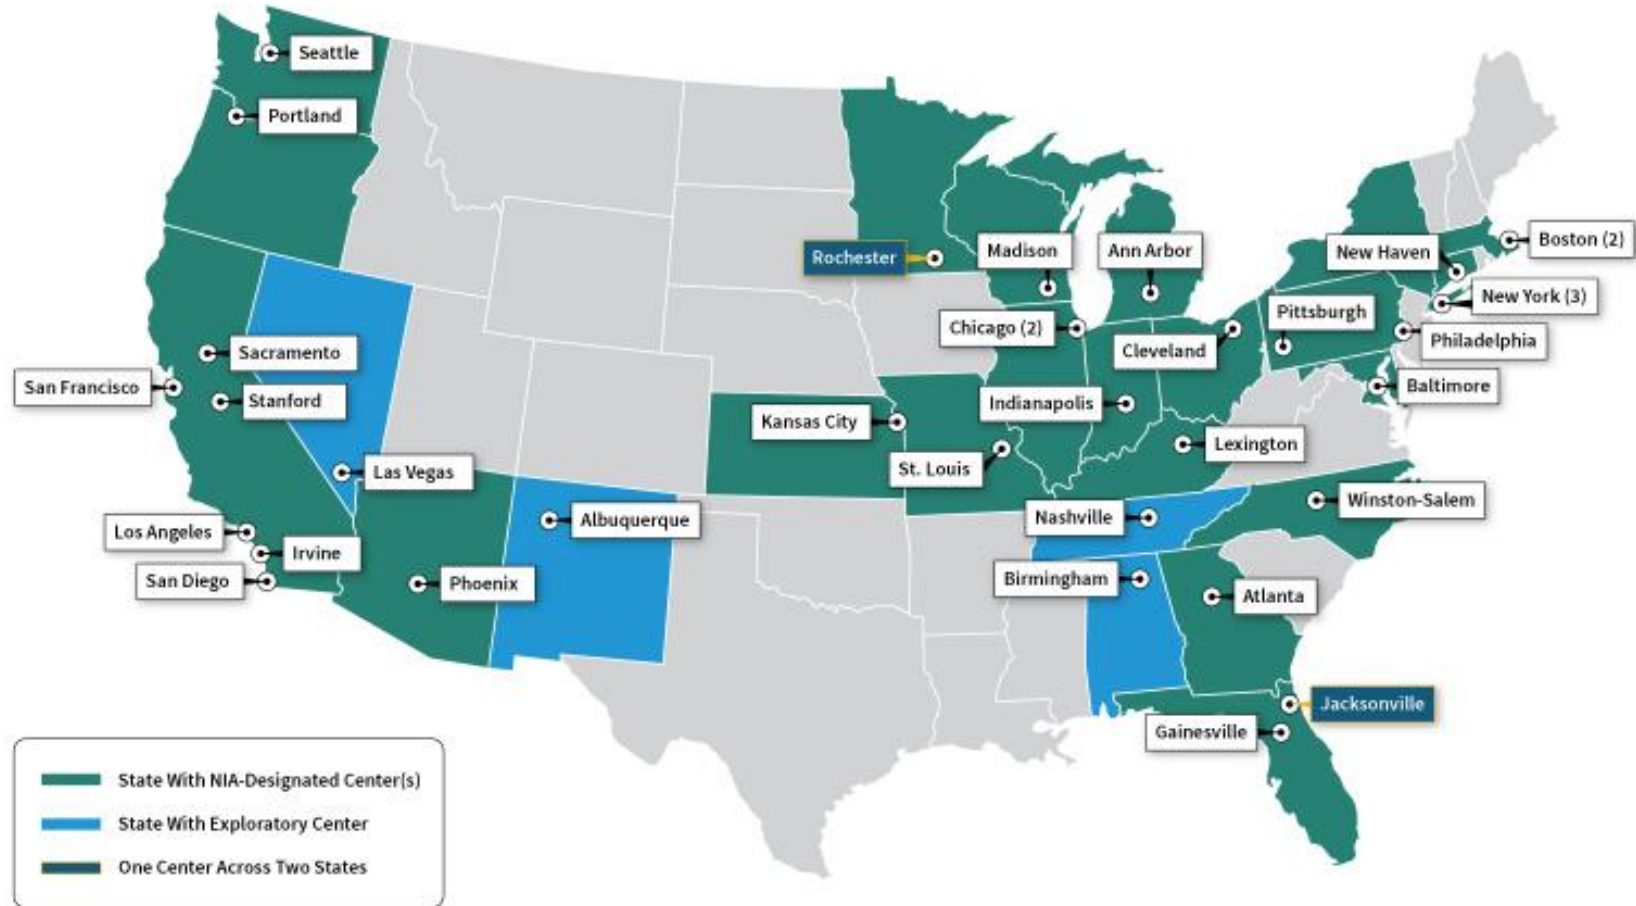 Seattle
Portland
Rochester
Madison
Ann Arbor
New Haven
Boston (2)
New York (3)
Pittsburgh
Chicago (2)
Cleveland
Philadelphia
Sacramento
San Francisco
Stanford
Baltimore
Kansas City
Indianapolis
Lexington
St. Louis
Las Vegas
Winston-Salem
Nashville
Albuquerque
Los Angeles
Irvine
San Diego
Phoenix
Birmingham
Atlanta
Jacksonville
Gainesville
State With NIA-Designated Center(s)
State With Exploratory Center
One Center Across Two States